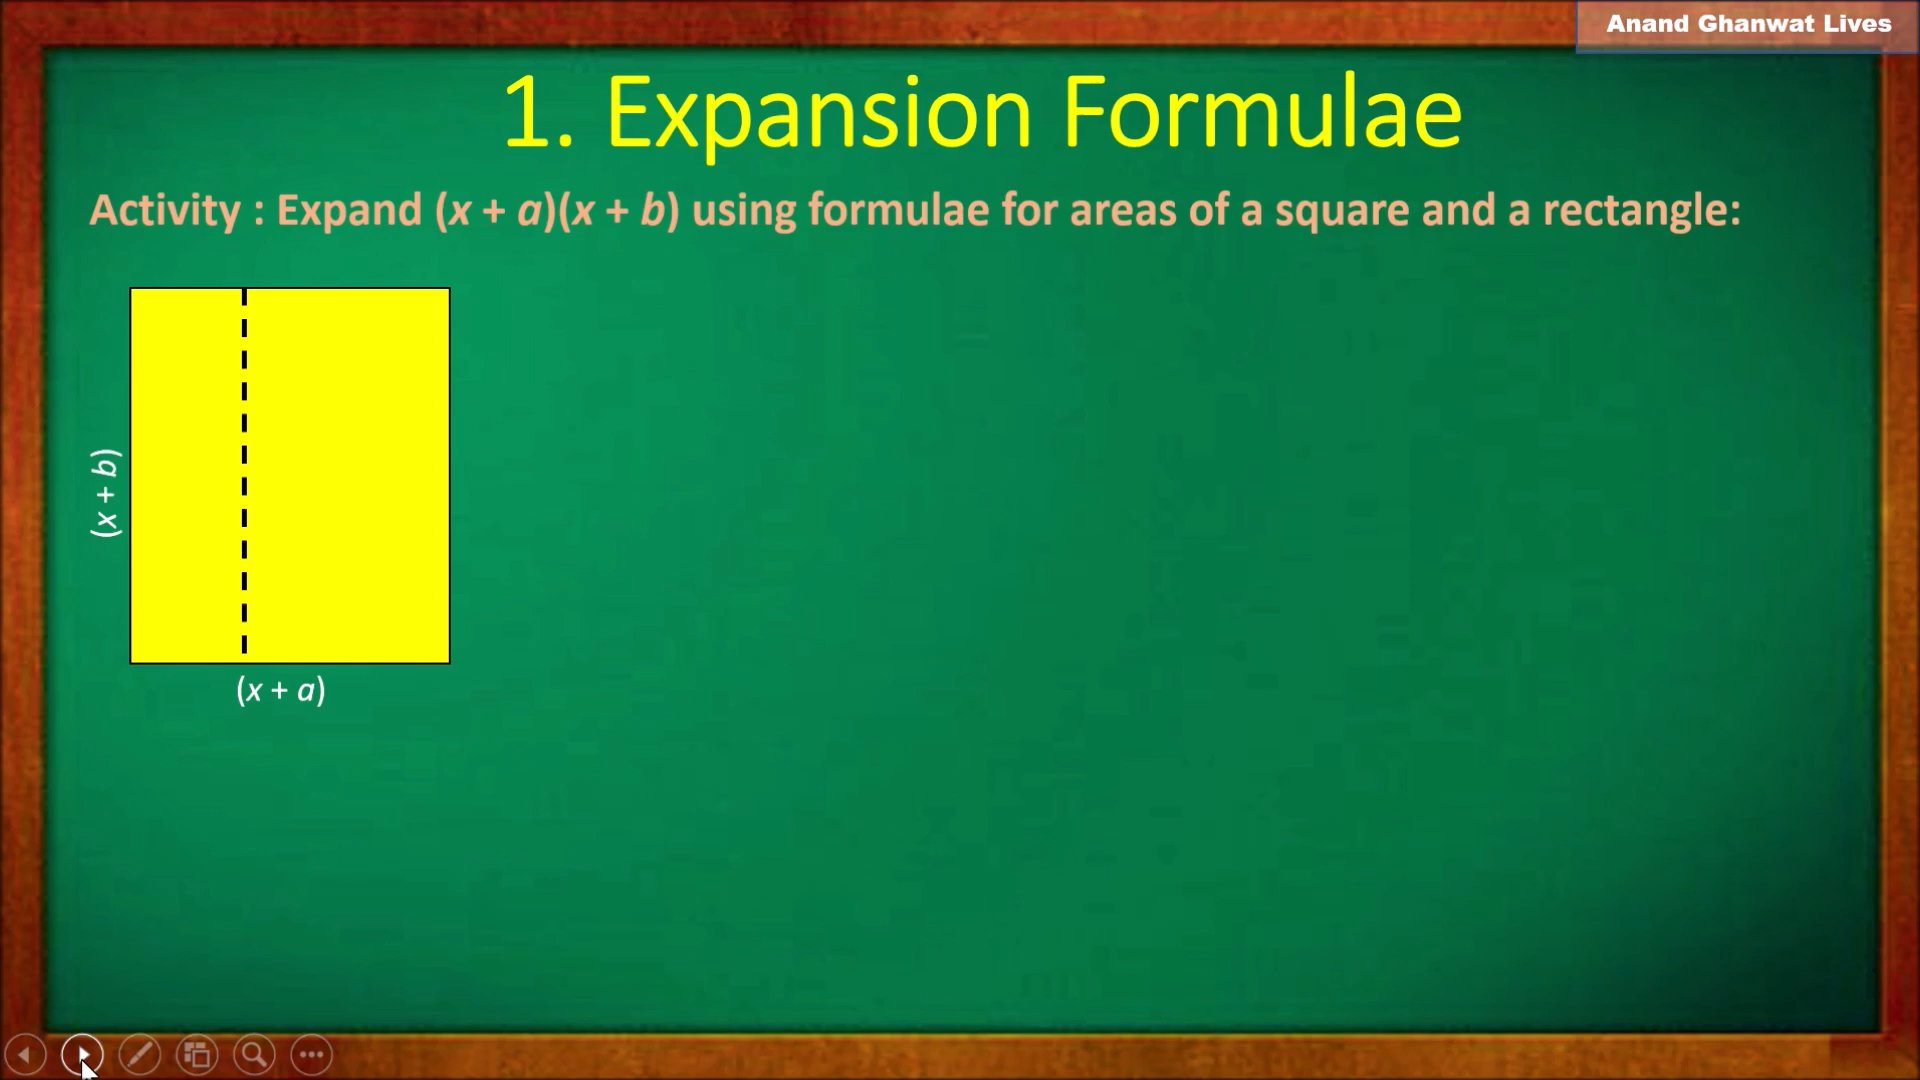 Anand Ghanwat Lives
1. Expansion Formulae
Activity : Expand (x + a)(x + b) using formulae for areas of a square and a rectangle:
(x + b)
(x + a)